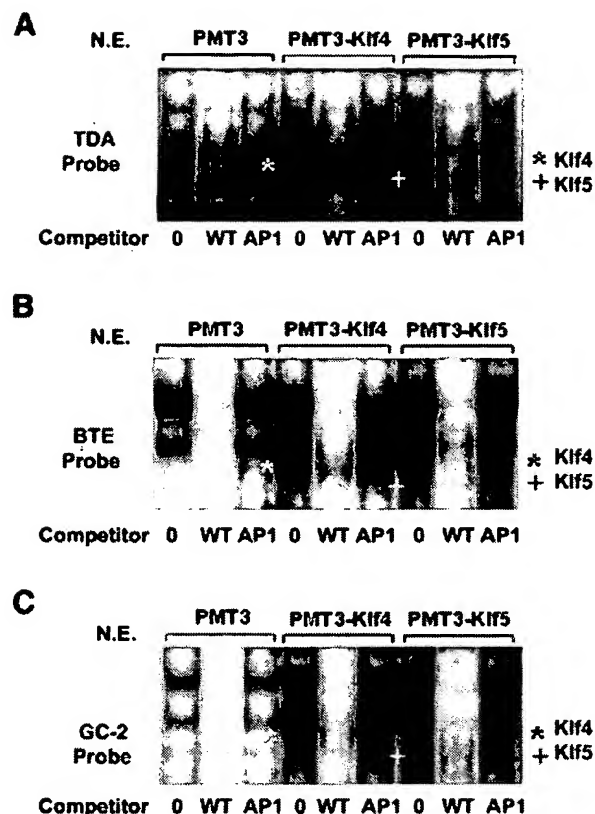 A
N.E. PMT3 PMT3-Klf4 PMT3-Klf5
TDA
Probe
* Klf4
+ Klf5
Competitor 0 WT AP1 0 WT AP1 0 WT AP1
B
N.E. PMT3 PMT3-Klf4 PMT3-Klf5
BTE
Probe
* Klf4
+ Klf5
Competitor 0 WT AP1 0 WT AP1 0 WT AP1
C
N.E. PMT3 PMT3-Klf4 PMT3-Klf5
GC-2
Probe
* Klf4
+ Klf5
Competitor 0 WT AP1 0 WT AP1 0 WT AP1